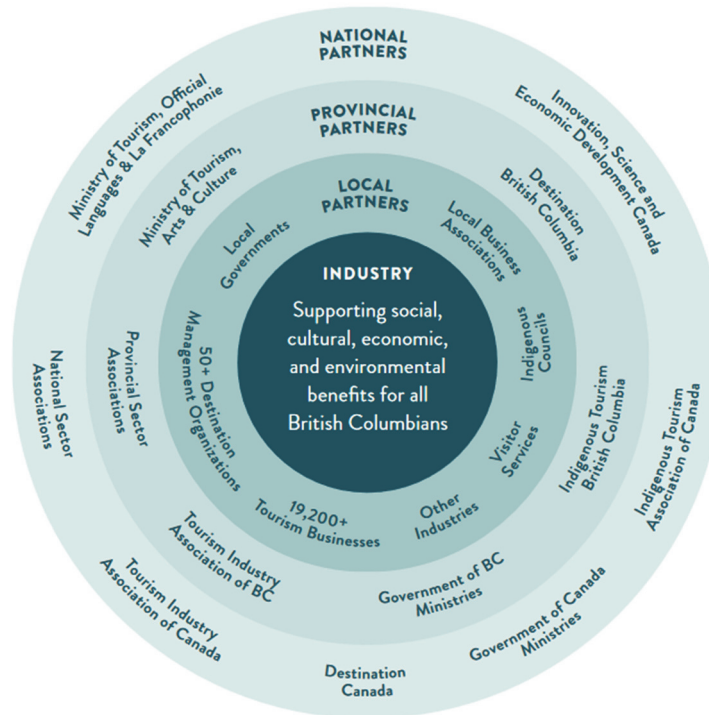 NATIONAL
PARTNERS
Ministry of Tourism, Official
Languages & La Francophonie
Innovation, Science and
Economic Development Canada
National Sector
Associations
Indigenous Tourism
Association of Canada
Tourism Industry
Association of Canada
Government of Canada
Ministries
Destination
Canada
PROVINCIAL
PARTNERS
Ministry of Tourism,
Arts & Culture
Destination
British Columbia
Provincial Sector
Associations
Indigenous Tourism
British Columbia
Tourism Industry
Association of BC
Government of BC
Ministries
LOCAL
PARTNERS
Local
Governments
Local Business
Associations
50+ Destination
Management Organizations
Indigenous
Councils
Visitor
Services
19,200+
Tourism Businesses
Other
Industries
INDUSTRY
Supporting social,
cultural, economic,
and environmental
benefits for all
British Columbians